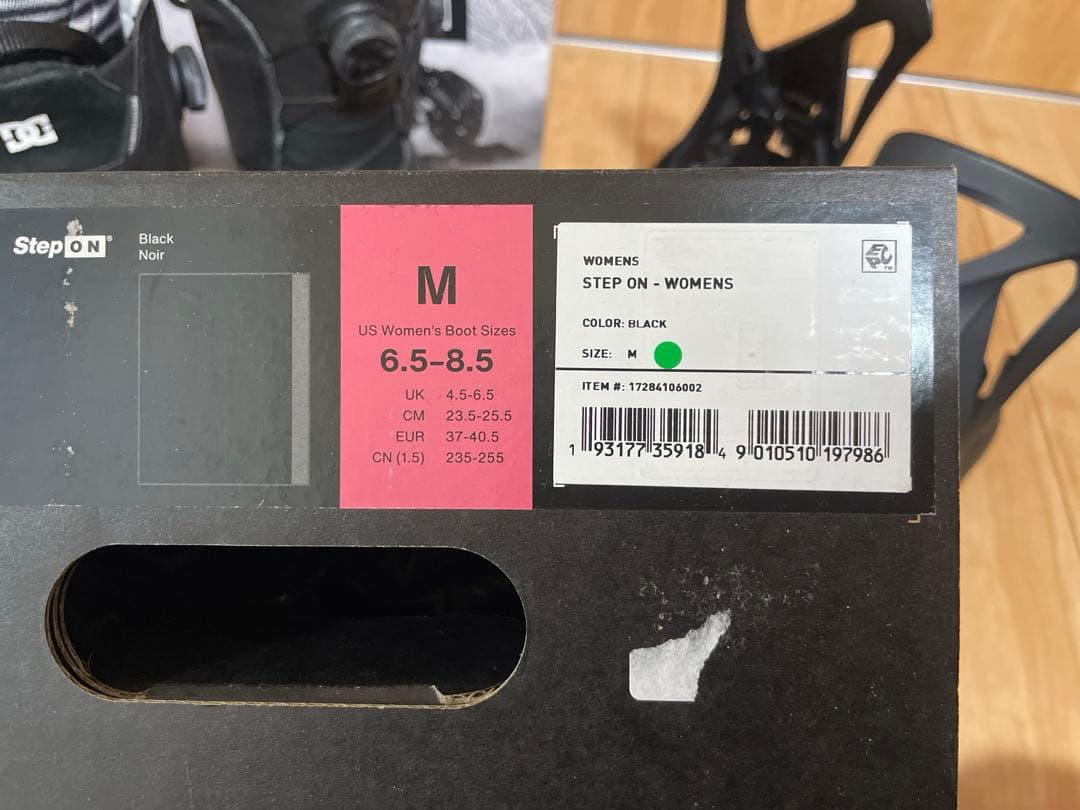 DC
StepON®
Black
Noir
M
US Women's Boot Sizes
6.5–8.5
UK 4.5-6.5
CM 23.5-25.5
EUR 37-40.5
CN (1.5) 235-255
WOMENS
STEP ON - WOMENS
COLOR: BLACK
SIZE: M
ITEM #: 17284106002
1 93177 35918 4
9 010510 197986